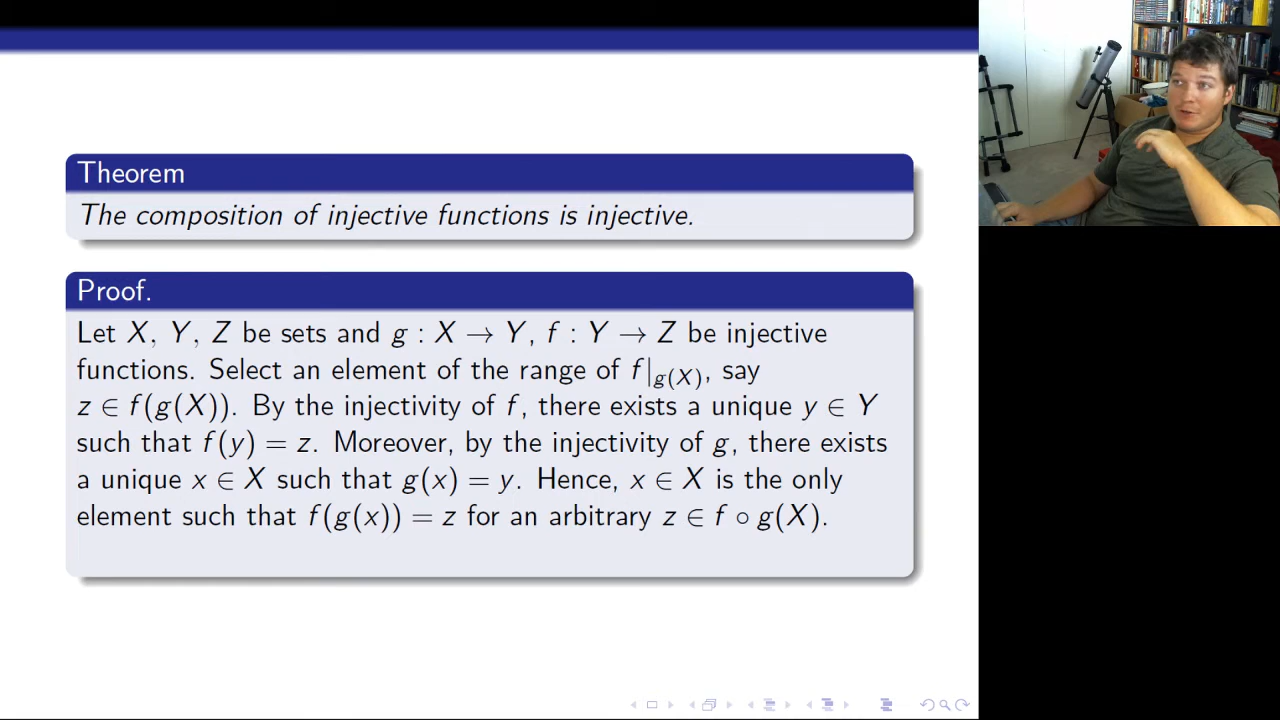 Theorem
The composition of injective functions is injective.
Proof.
Let X, Y, Z be sets and g : X → Y, f : Y → Z be injective
functions. Select an element of the range of f|g(X), say
z ∈ f(g(X)). By the injectivity of f, there exists a unique y ∈ Y
such that f(y) = z. Moreover, by the injectivity of g, there exists
a unique x ∈ X such that g(x) = y. Hence, x ∈ X is the only
element such that f(g(x)) = z for an arbitrary z ∈ f ∘ g(X).